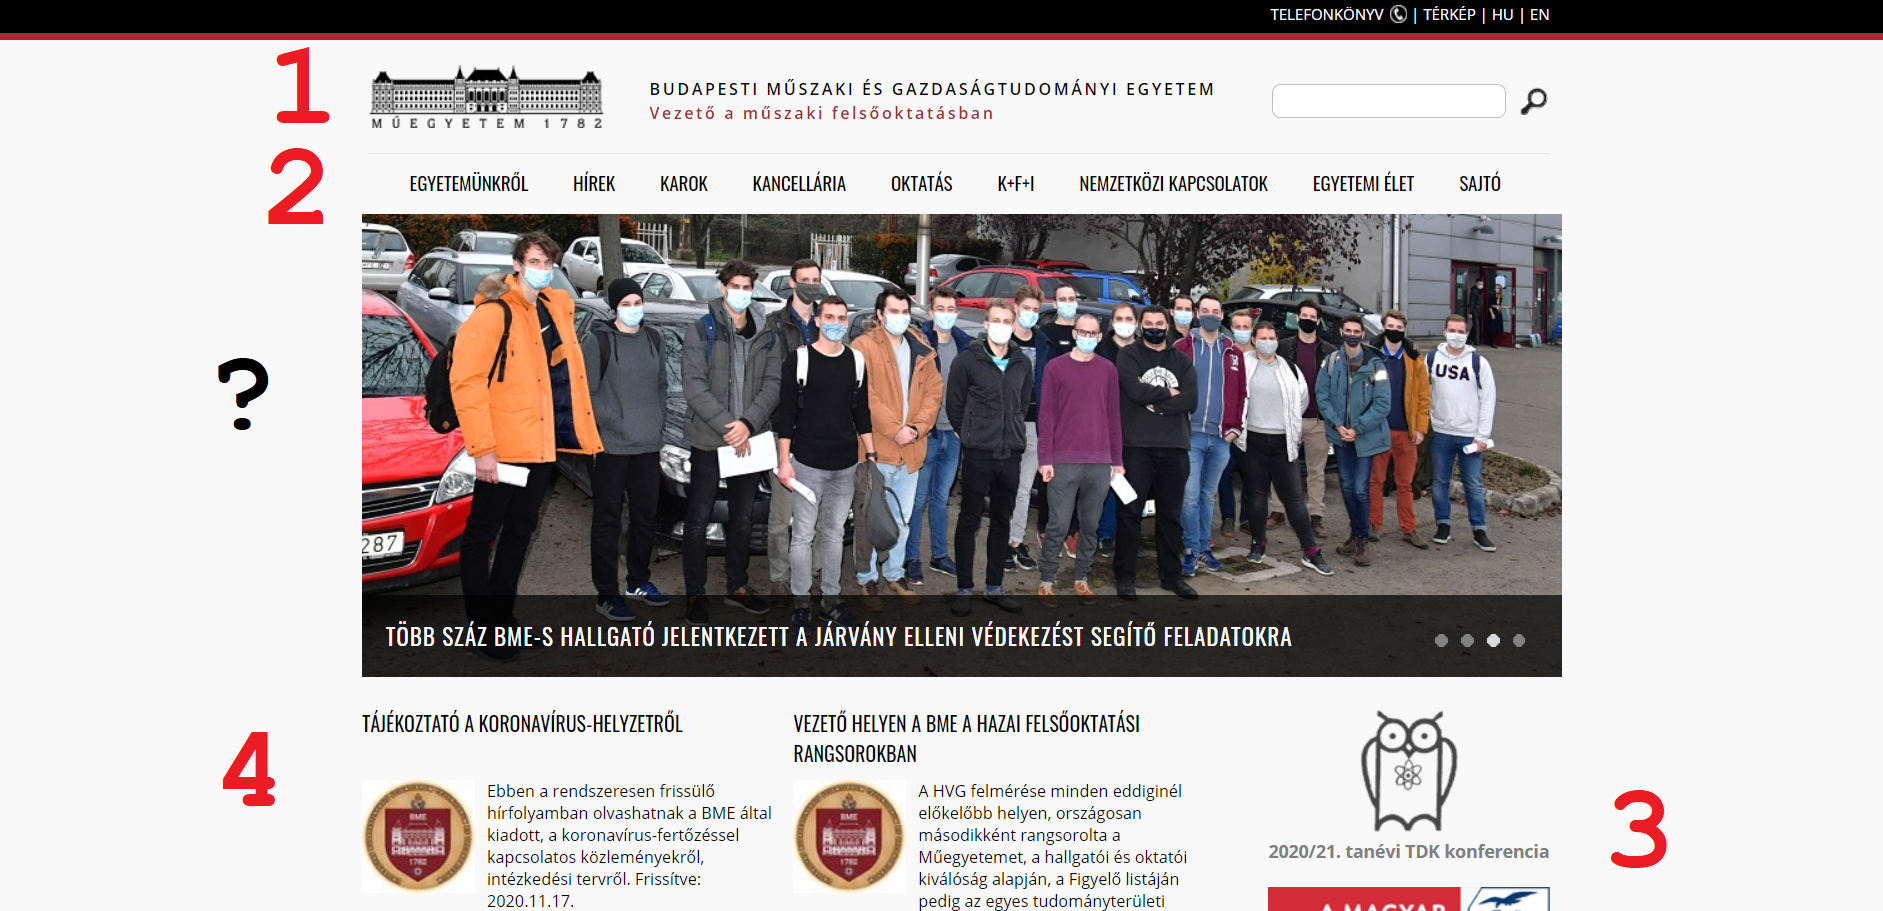 TELEFONKÖNYV | TÉRKÉP | HU | EN
1
MŰEGYETEM 1782
BUDAPESTI MŰSZAKI ÉS GAZDASÁGTUDOMÁNYI EGYETEM
Vezető a műszaki felsőoktatásban
2
EGYETEMÜNKRŐL HÍREK KAROK KANCELLÁRIA OKTATÁS K+F+I NEMZETKÖZI KAPCSOLATOK EGYETEMI ÉLET SAJTÓ
?
USA
287
TÖBB SZÁZ BME-S HALLGATÓ JELENTKEZETT A JÁRVÁNY ELLENI VÉDEKEZÉST SEGÍTŐ FELADATOKRA
4
TÁJÉKOZTATÓ A KORONAVÍRUS-HELYZETRŐL
BME
1782
Ebben a rendszeresen frissülő
hírfolyamban olvashatnak a BME által
kiadott, a koronavírus-fertőzéssel
kapcsolatos közleményekről,
intézkedési tervről. Frissítve:
2020.11.17.
VEZETŐ HELYEN A BME A HAZAI FELSŐOKTATÁSI
RANGSOROKBAN
BME
1782
A HVG felmérése minden eddiginél
előkelőbb helyen, országosan
másodikként rangsorolta a
Műegyetemet, a hallgatói és oktatói
kiválóság alapján, a Figyelő listáján
pedig az egyes tudományterületi
2020/21. tanévi TDK konferencia
3
A MAGYAR